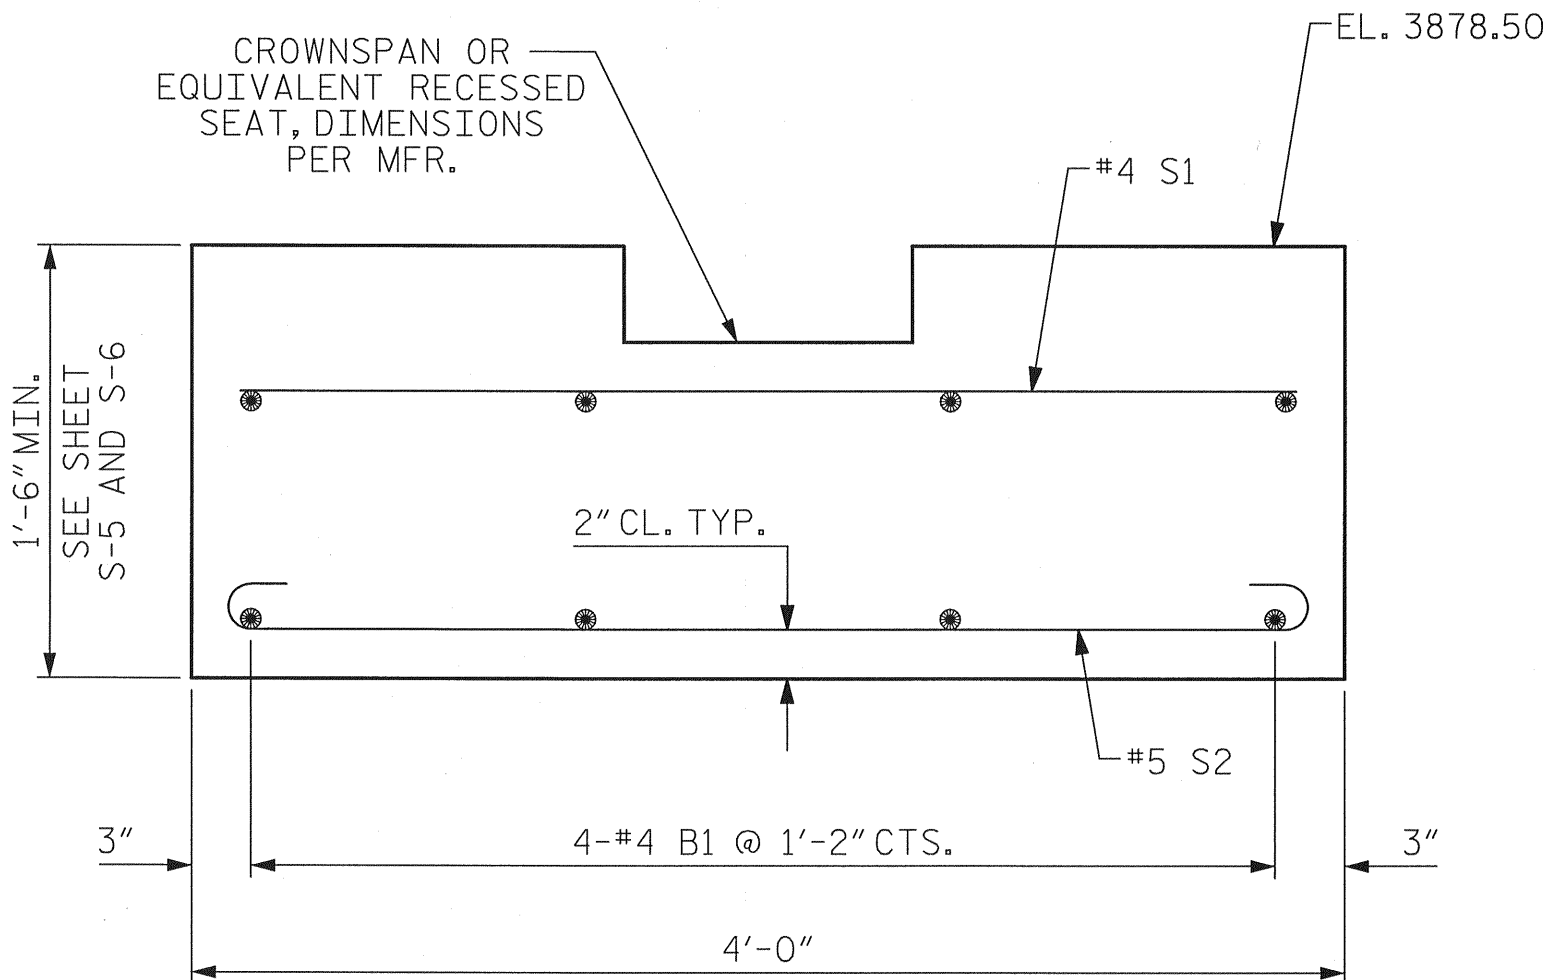 CROWNSPAN OR
EQUIVALENT RECESSED
SEAT, DIMENSIONS
PER MFR.
EL. 3878.50
#4 S1
1'-6" MIN.
SEE SHEET
S-5 AND S-6
2" CL. TYP.
#5 S2
3"
4-#4 B1 @ 1'-2" CTS.
3"
4'-0"